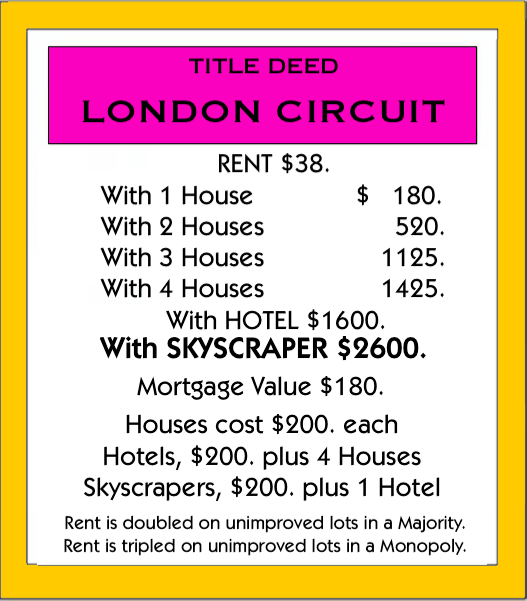 TITLE DEED
LONDON CIRCUIT
RENT $38.
With 1 House $ 180.
With 2 Houses 520.
With 3 Houses 1125.
With 4 Houses 1425.
With HOTEL $1600.
With SKYSCRAPER $2600.
Mortgage Value $180.
Houses cost $200. each
Hotels, $200. plus 4 Houses
Skyscrapers, $200. plus 1 Hotel
Rent is doubled on unimproved lots in a Majority.
Rent is tripled on unimproved lots in a Monopoly.